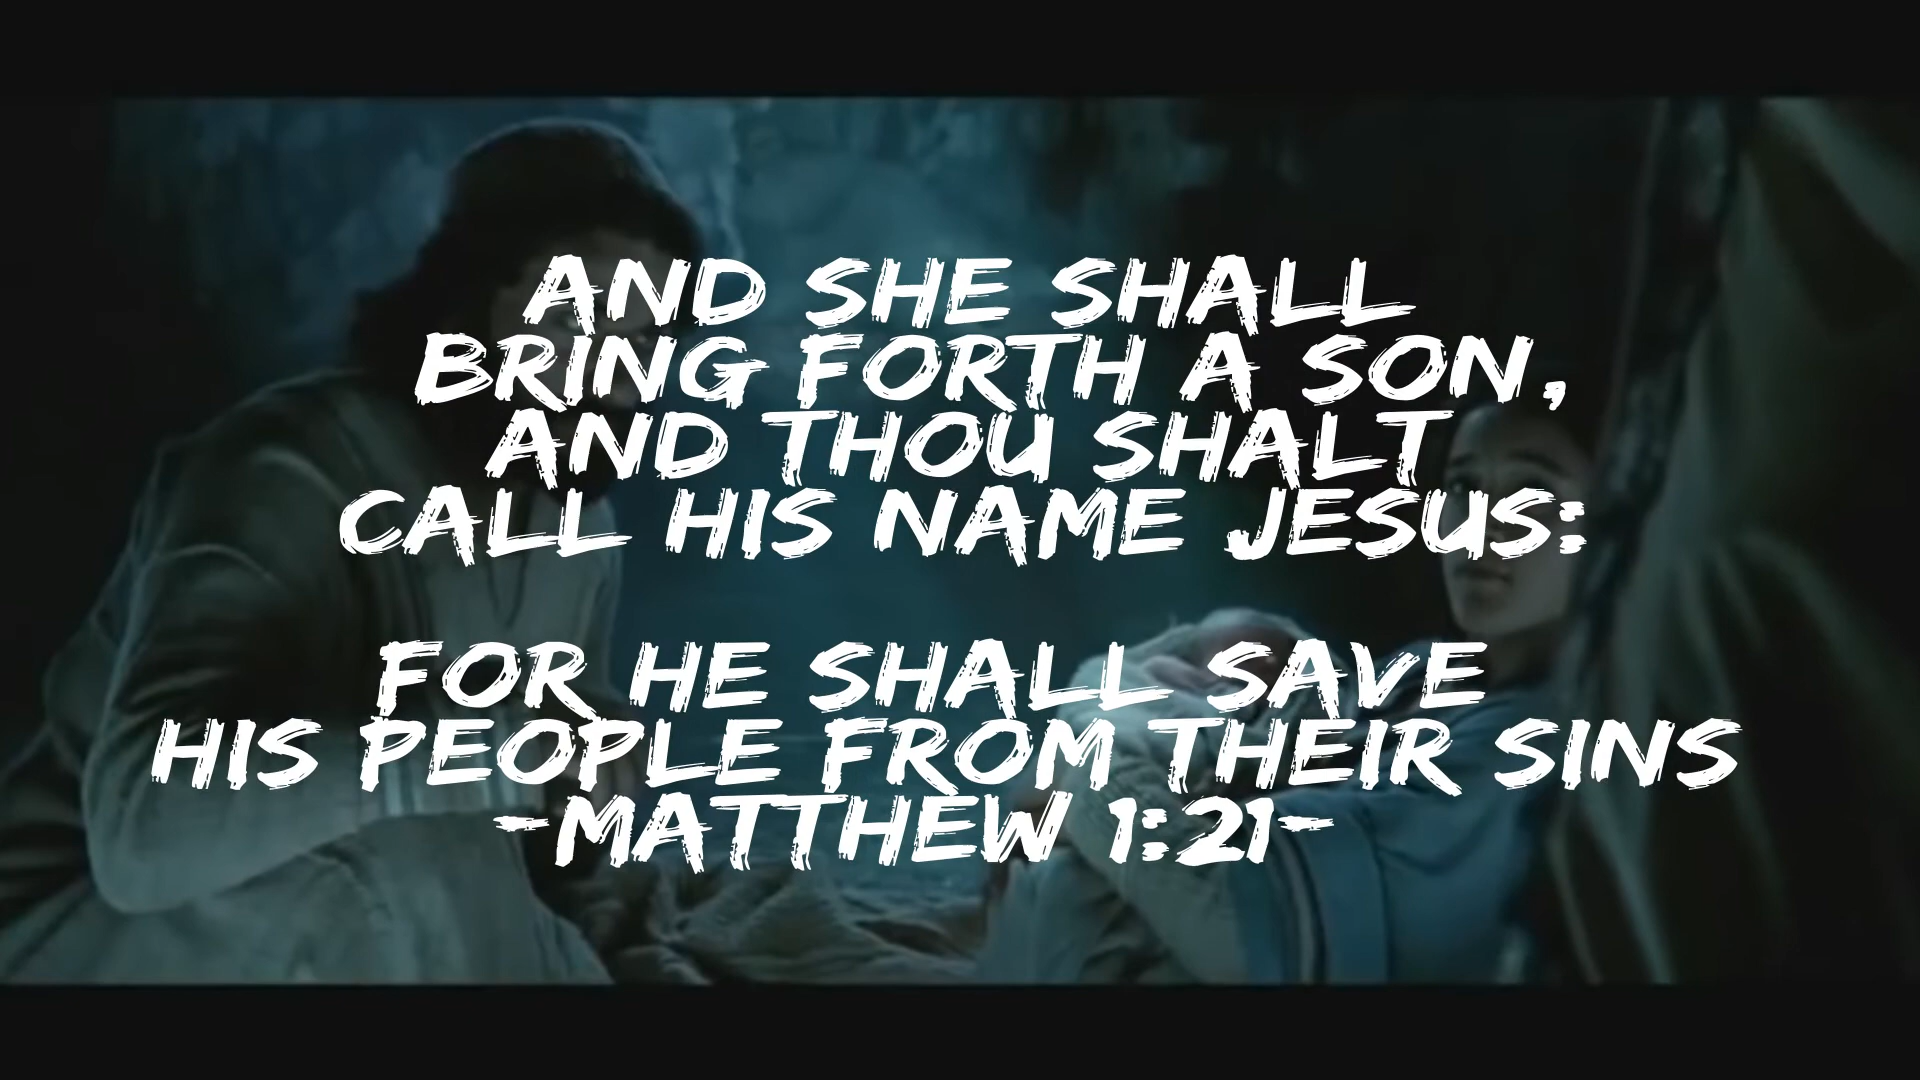 AND SHE SHALL
BRING FORTH A SON,
AND THOU SHALT
CALL HIS NAME JESUS:
FOR HE SHALL SAVE
HIS PEOPLE FROM THEIR SINS
-MATTHEW 1:21-